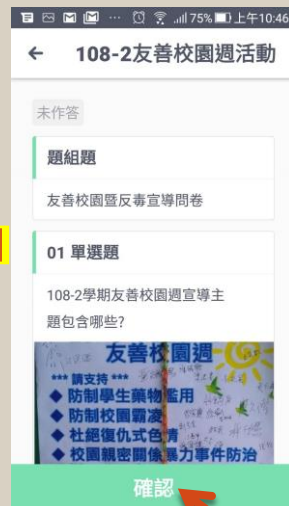 75% 上午10:46
108-2友善校園週活動
未作答
題組題
友善校園暨反毒宣導問卷
01 單選題
108-2學期友善校園週宣導主
題包含哪些?
友善校園週
*** 請支持 ***
◆ 防制學生藥物濫用
◆ 防制校園霸凌
◆ 杜絕復仇式色情
◆ 校園親密關係暴力事件防治
確認